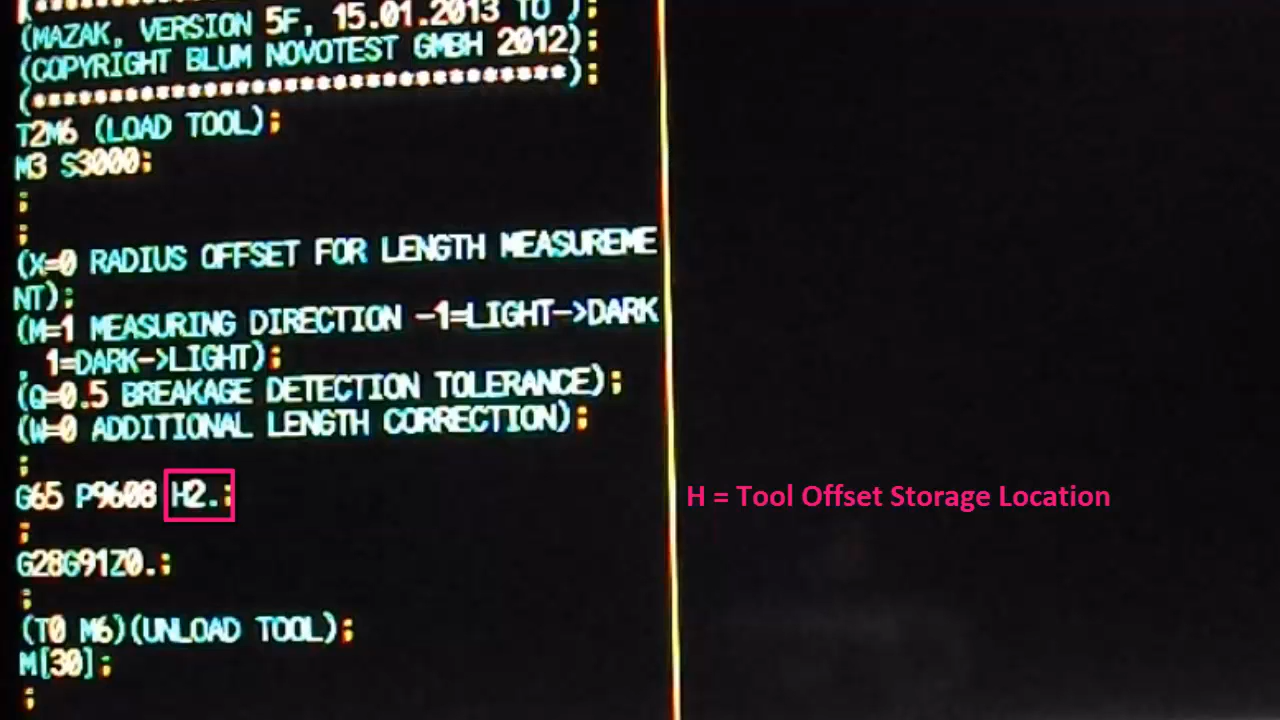 (*********************************);
(MAZAK, VERSION 5F, 15.01.2013 TO );
(COPYRIGHT BLUM NOVOTEST GMBH 2012);
(*********************************);
T2M6 (LOAD TOOL);
M3 S3000;
;
;
(X=0 RADIUS OFFSET FOR LENGTH MEASUREME
NT);
(M=1 MEASURING DIRECTION -1=LIGHT->DARK
, 1=DARK->LIGHT);
(Q=0.5 BREAKAGE DETECTION TOLERANCE);
(W=0 ADDITIONAL LENGTH CORRECTION);
;
G65 P9608 H2.;
H = Tool Offset Storage Location
;
G28G91Z0.;
;
(T0 M6)(UNLOAD TOOL);
M[30];
;